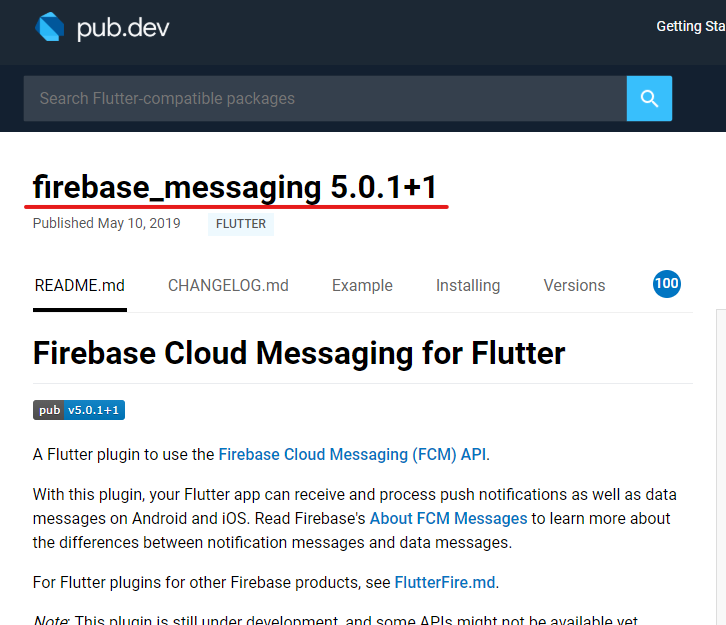 pub.dev
Getting Sta
Search Flutter-compatible packages
firebase_messaging 5.0.1+1
Published May 10, 2019 FLUTTER
README.md CHANGELOG.md Example Installing Versions 100
Firebase Cloud Messaging for Flutter
pub v5.0.1+1
A Flutter plugin to use the Firebase Cloud Messaging (FCM) API.
With this plugin, your Flutter app can receive and process push notifications as well as data
messages on Android and iOS. Read Firebase's About FCM Messages to learn more about
the differences between notification messages and data messages.
For Flutter plugins for other Firebase products, see FlutterFire.md.
Note: This plugin is still under development, and some APIs might not be available yet.